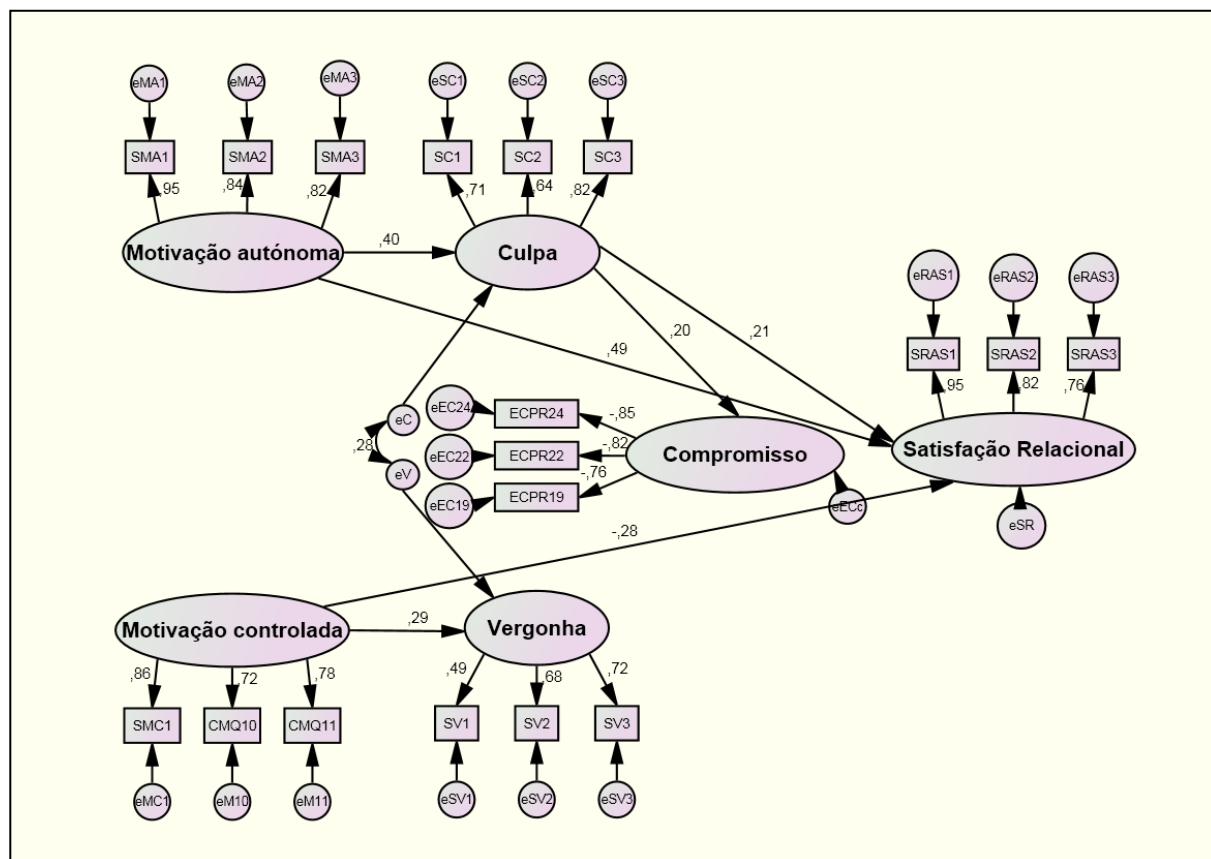 eMA1 eMA2 eMA3 eSC1 eSC2 eSC3
SMA1 SMA2 SMA3 SC1 SC2 SC3
,95 ,84 ,82 ,71 ,64 ,82
Motivação autónoma ,40 Culpa
eRAS1 eRAS2 eRAS3
,20 ,21
,49 SRAS1 SRAS2 SRAS3
,95 ,82 ,76
eC eEC24 ECPR24 -,85
,28 eEC22 ECPR22 -,82 Compromisso Satisfação Relacional
eV eEC19 ECPR19 -,76
eECc eSR
-,28
Motivação controlada ,29 Vergonha
,86 ,72 ,78 ,49 ,68 ,72
SMC1 CMQ10 CMQ11 SV1 SV2 SV3
eMC1 eM10 eM11 eSV1 eSV2 eSV3